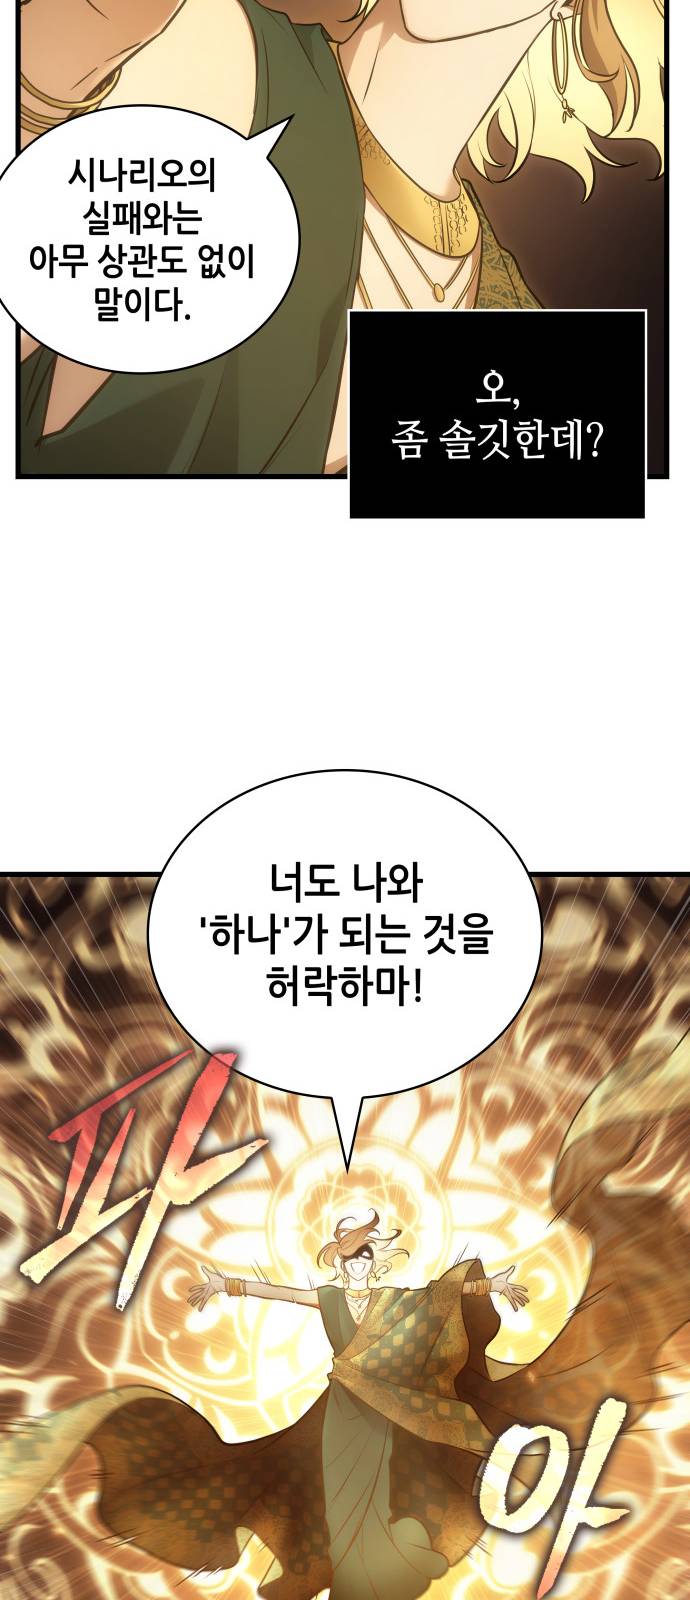 시나리오의
실패와는
아무 상관도 없이
말이다.
오,
좀 솔깃한데?
너도 나와
'하나'가 되는 것을
허락하마!
파
아